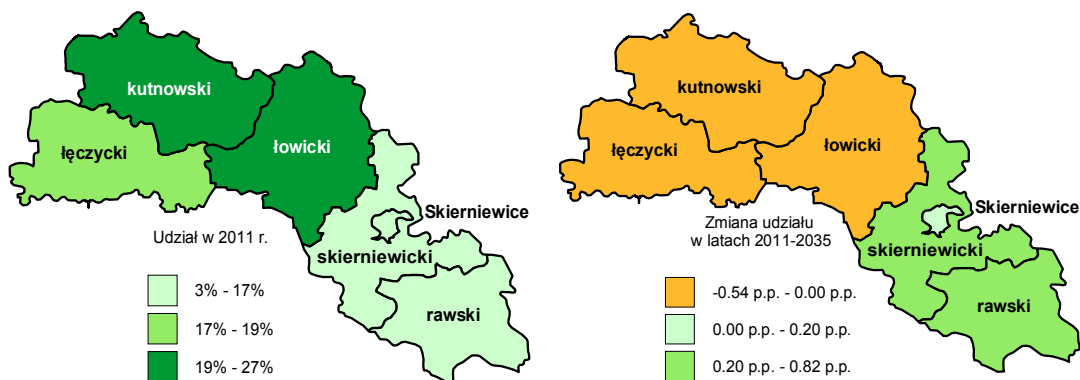 kutnowski
łęczycki
łowicki
Skierniewice
skierniewicki
rawski
Udział w 2011 r.
3% - 17%
17% - 19%
19% - 27%
kutnowski
łęczycki
łowicki
Skierniewice
skierniewicki
rawski
Zmiana udziału
w latach 2011-2035
-0.54 p.p. - 0.00 p.p.
0.00 p.p. - 0.20 p.p.
0.20 p.p. - 0.82 p.p.